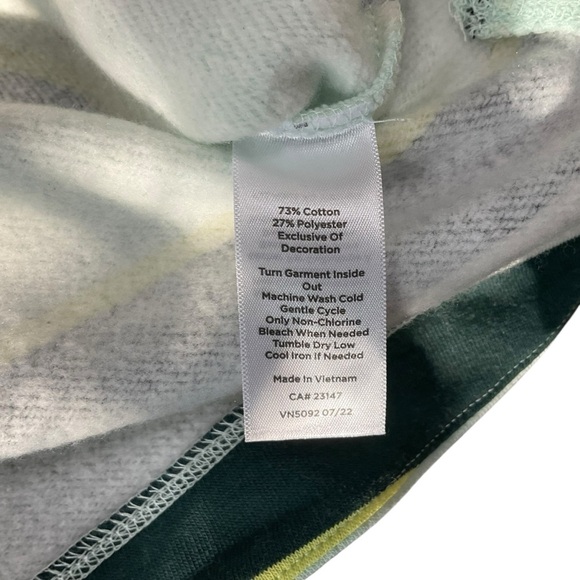 73% Cotton
27% Polyester
Exclusive Of
Decoration
Turn Garment Inside
Out
Machine Wash Cold
Gentle Cycle
Only Non-Chlorine
Bleach When Needed
Tumble Dry Low
Cool Iron If Needed
Made in Vietnam
CA# 23147
VN5092 07/22